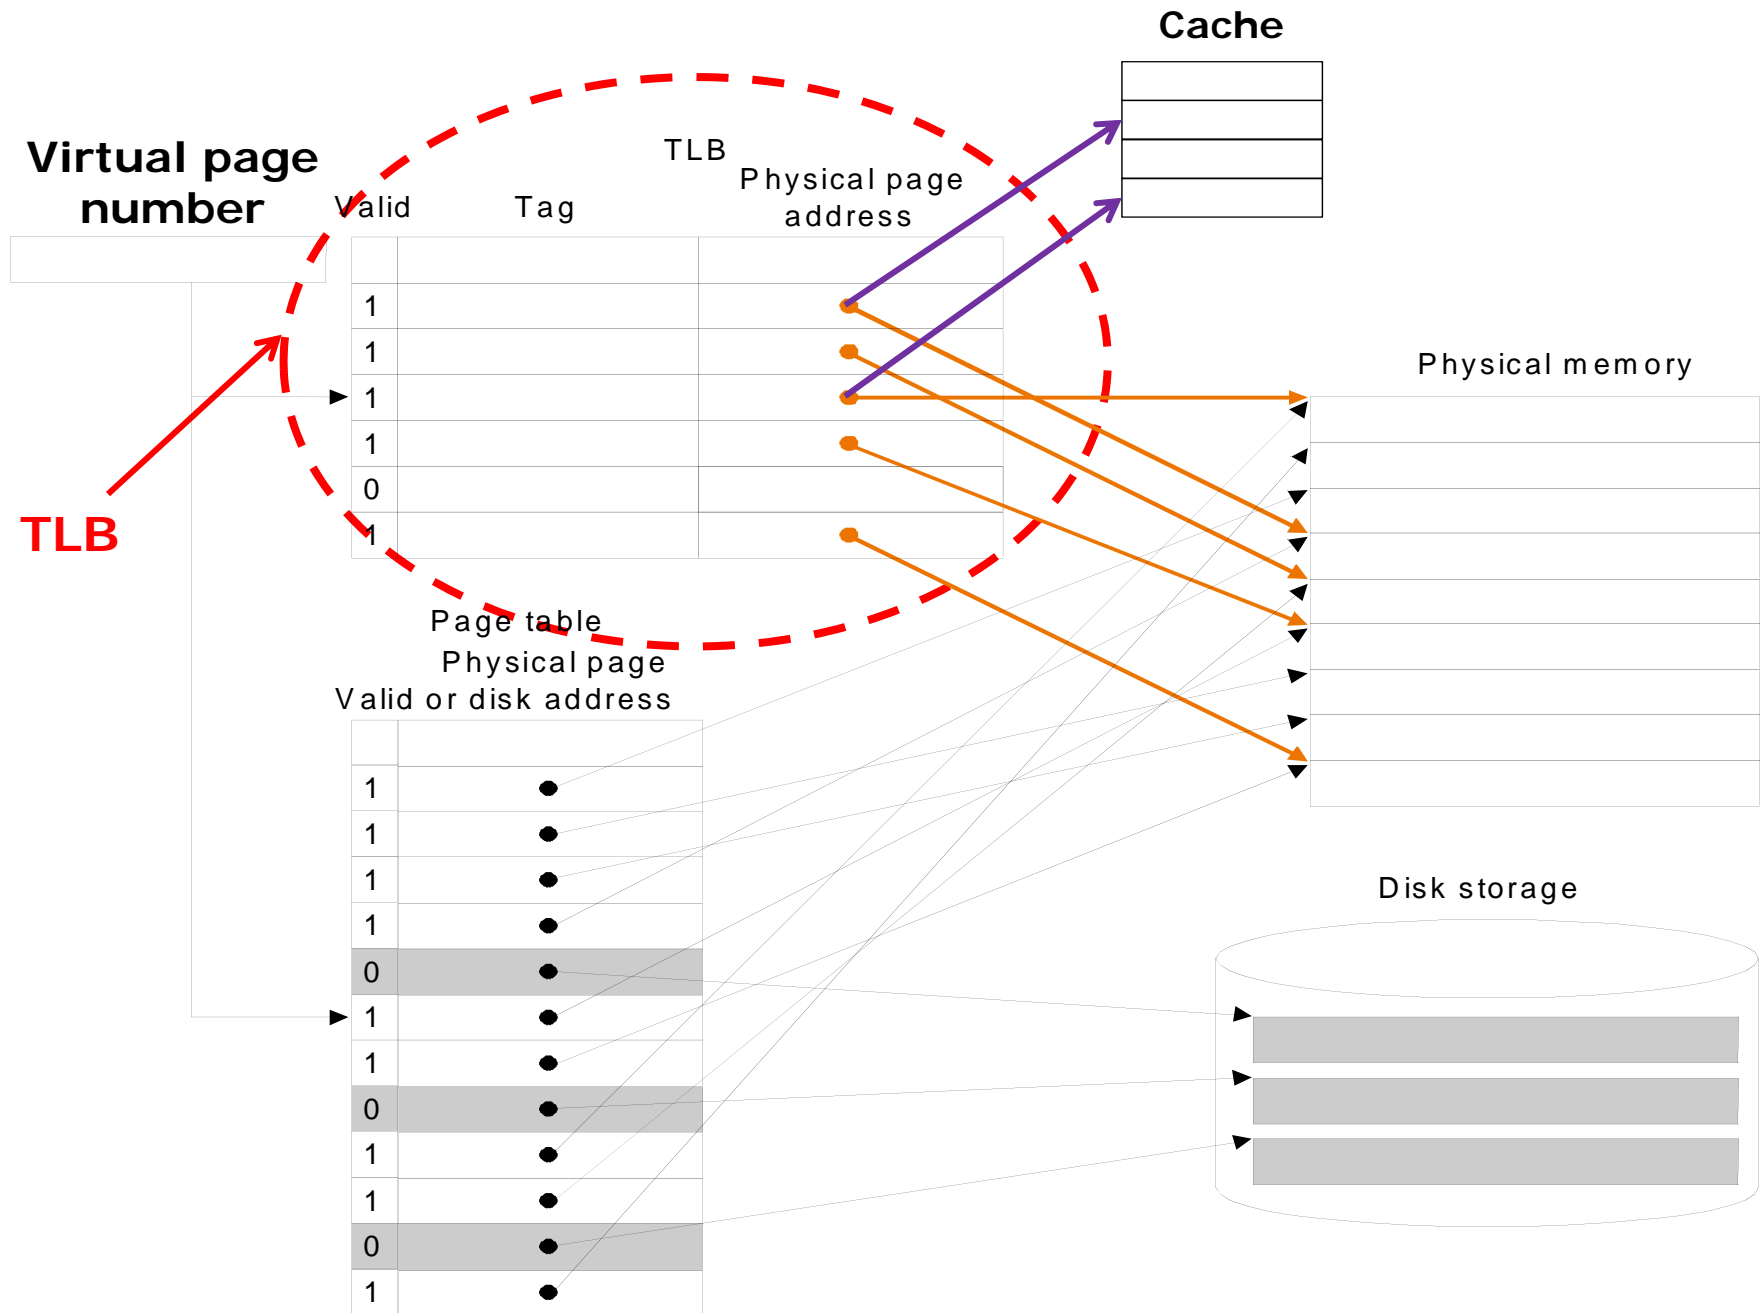 Cache
Virtual page
number
TLB
Physical page
address
Valid
Tag
1
1
1
1
0
1
TLB
Physical memory
Page table
Physical page
Valid or disk address
1
1
1
1
0
1
1
0
1
1
0
1
Disk storage